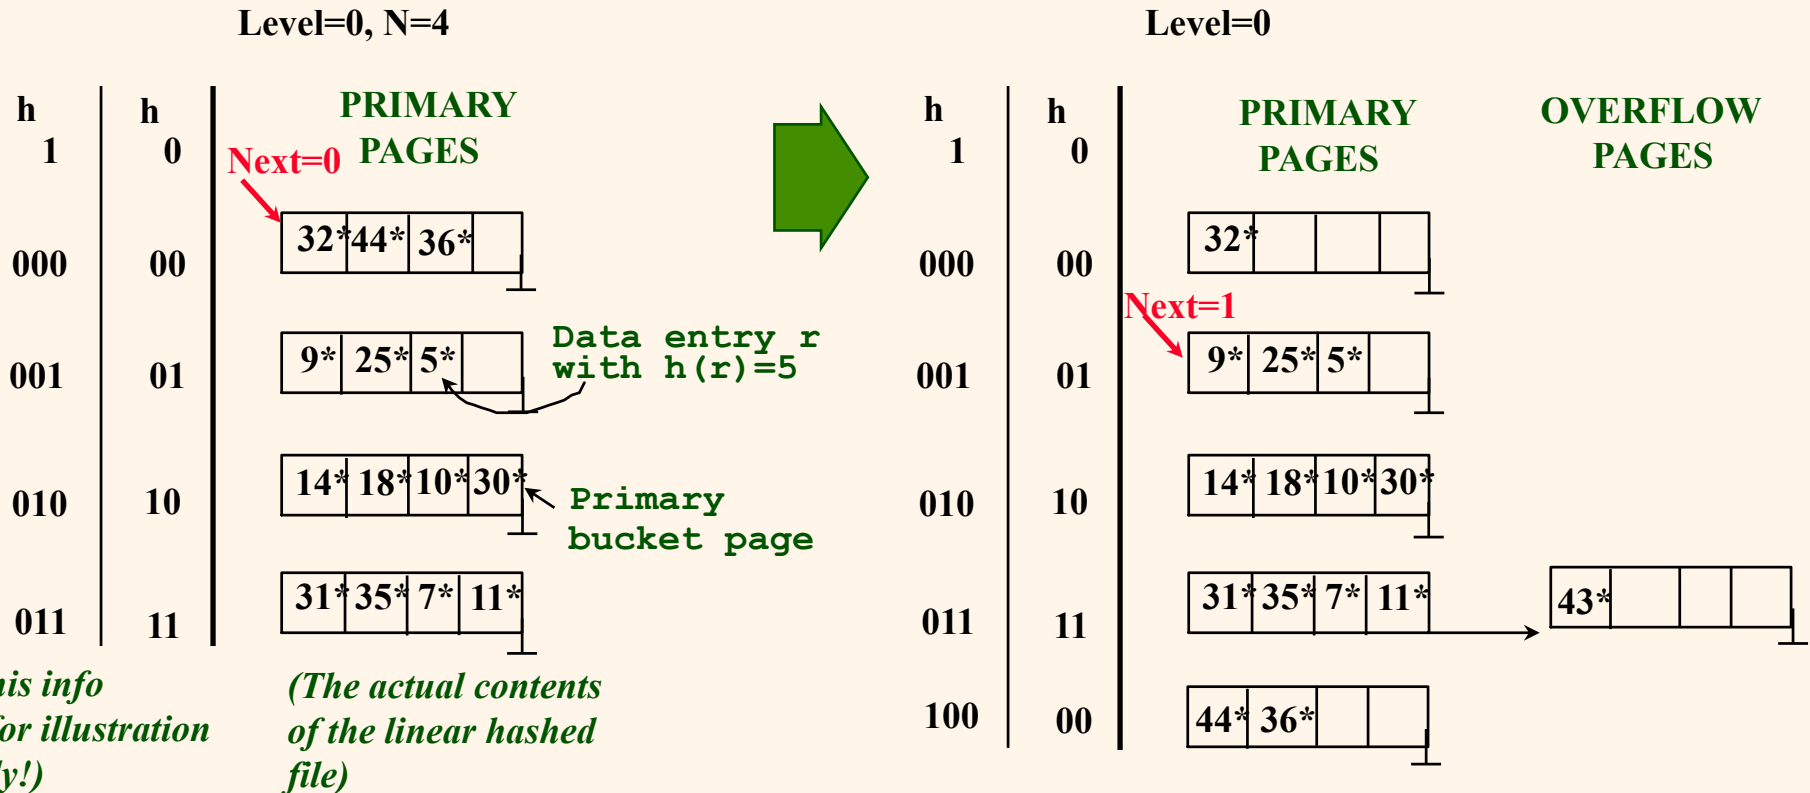 Level=0, N=4
h 1
h 0
PRIMARY
PAGES
Next=0
000 00 32* 44* 36*
001 01 9* 25* 5*
Data entry r
with h(r)=5
010 10 14* 18* 10* 30*
Primary
bucket page
011 11 31* 35* 7* 11*
info
for illustration
(The actual contents
of the linear hashed
file)
Level=0
h 1
h 0
PRIMARY
PAGES
OVERFLOW
PAGES
000 00 32*
Next=1
001 01 9* 25* 5*
010 10 14* 18* 10* 30*
011 11 31* 35* 7* 11* 43*
100 00 44* 36*